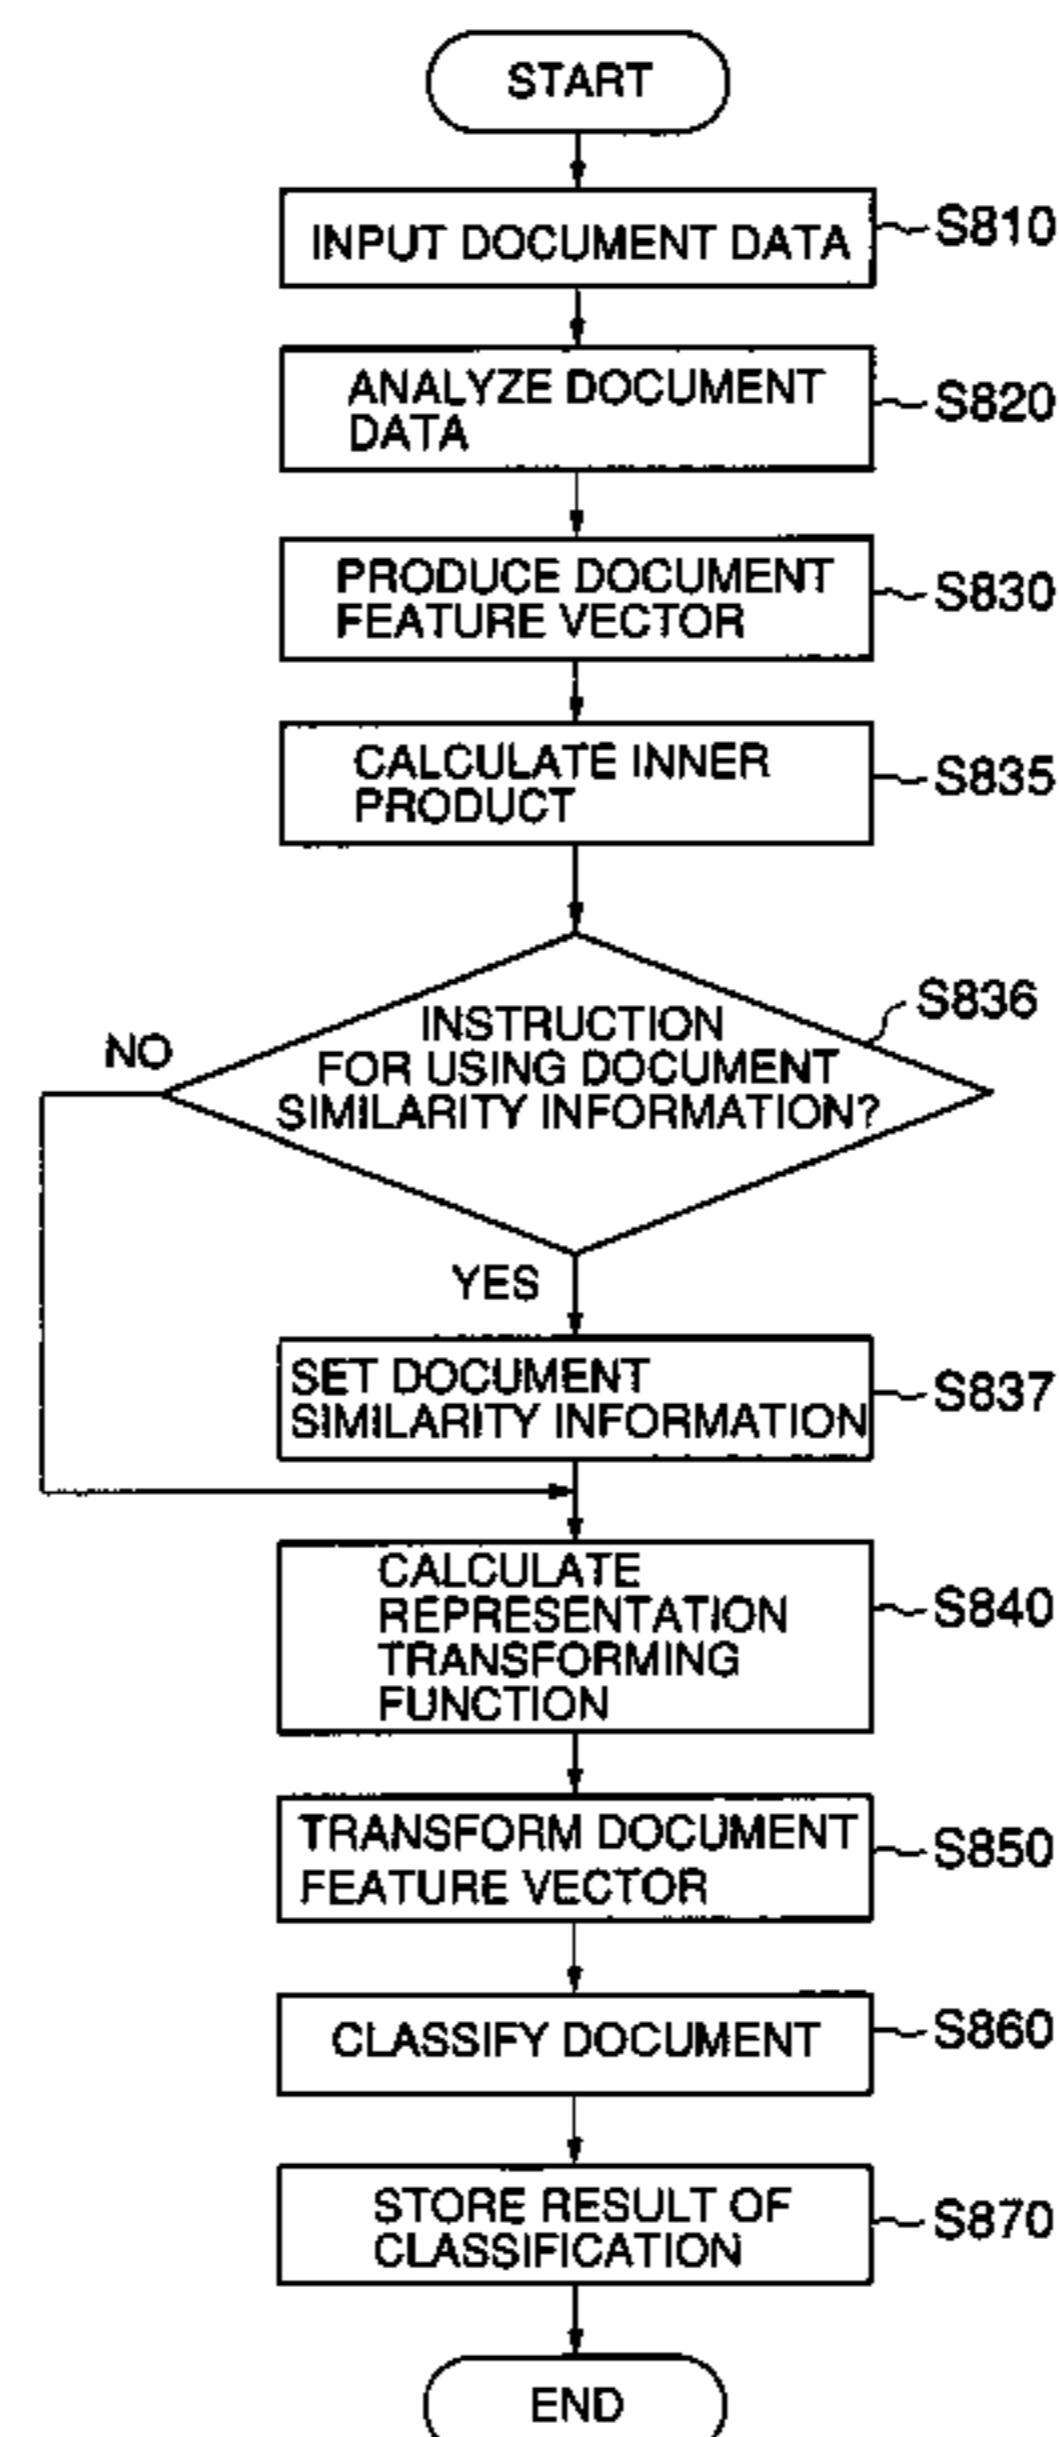 START
INPUT DOCUMENT DATA
S810
ANALYZE DOCUMENT
DATA
S820
PRODUCE DOCUMENT
FEATURE VECTOR
S830
CALCULATE INNER
PRODUCT
S835
INSTRUCTION
FOR USING DOCUMENT
SIMILARITY INFORMATION?
S836
NO
YES
SET DOCUMENT
SIMILARITY INFORMATION
S837
CALCULATE
REPRESENTATION
TRANSFORMING
FUNCTION
S840
TRANSFORM DOCUMENT
FEATURE VECTOR
S850
CLASSIFY DOCUMENT
S860
STORE RESULT OF
CLASSIFICATION
S870
END